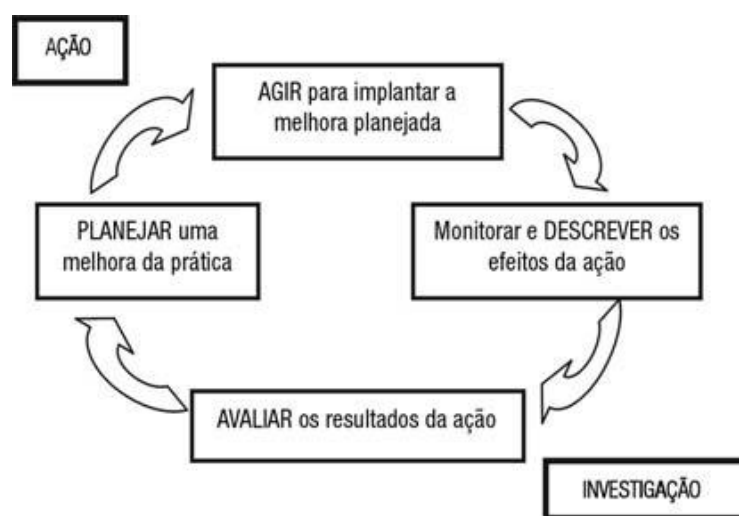 AÇÃO
AGIR para implantar a
melhora planejada
PLANEJAR uma
melhora da prática
Monitorar e DESCREVER os
efeitos da ação
AVALIAR os resultados da ação
INVESTIGAÇÃO